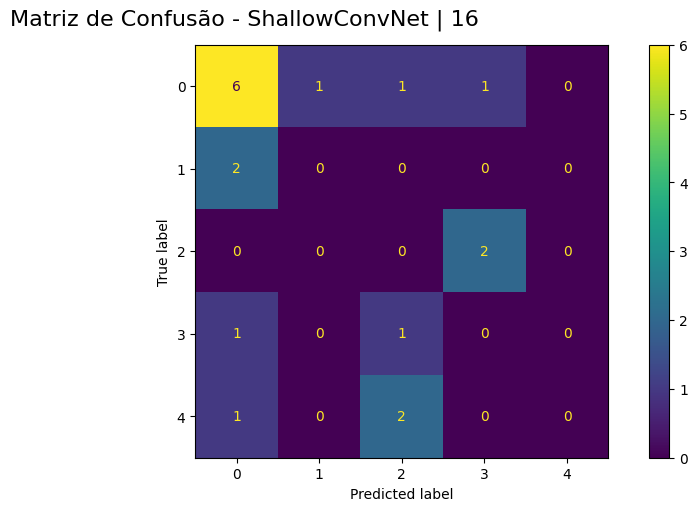 Matriz de Confusão - ShallowConvNet | 16
0 6 1 1 1 0
1 2 0 0 0 0
2 0 0 0 2 0
3 1 0 1 0 0
4 1 0 2 0 0
0 1 2 3 4
Predicted label
True label
6
5
4
3
2
1
0